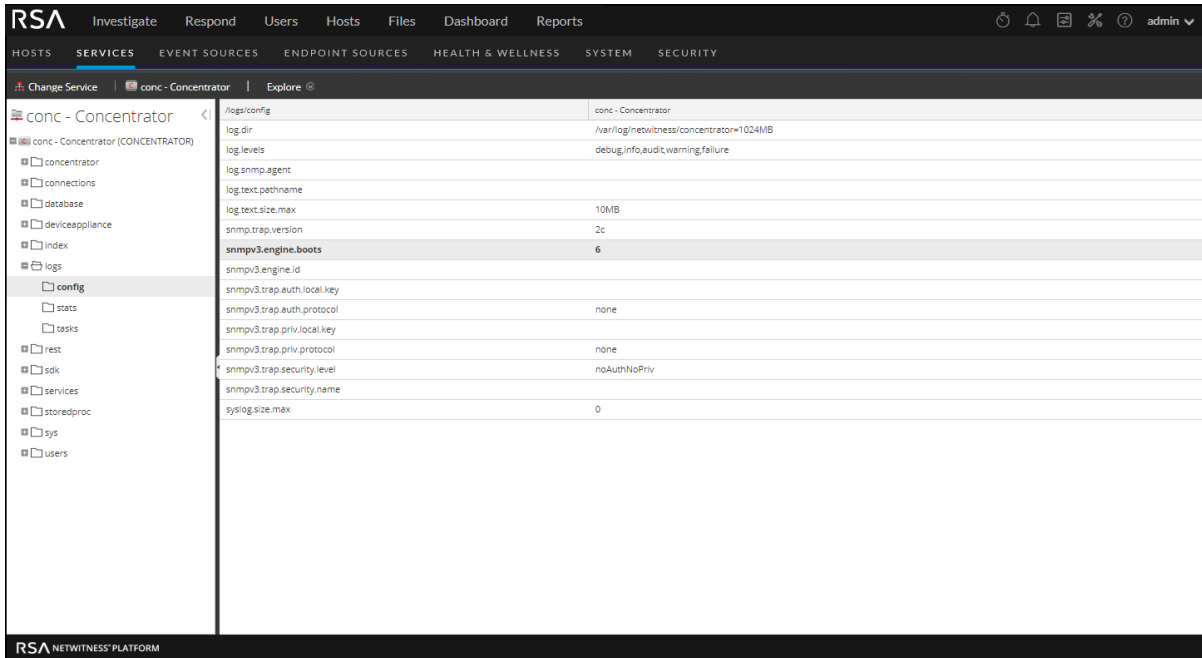 RSA Investigate Respond Users Hosts Files Dashboard Reports admin
HOSTS SERVICES EVENT SOURCES ENDPOINT SOURCES HEALTH & WELLNESS SYSTEM SECURITY
Change Service | conc - Concentrator | Explore
conc - Concentrator
conc - Concentrator (CONCENTRATOR)
concentrator
connections
database
deviceappliance
index
logs
config
stats
tasks
rest
sdk
services
storedproc
sys
users
/logs/config conc - Concentrator
log.dir /var/log/netwitness/concentrator=1024MB
log.levels debug,info,audit,warning,failure
log.snmp.agent
log.text.pathname
log.text.size.max 10MB
snmp.trap.version 2c
snmpv3.engine.boots 6
snmpv3.engine.id
snmpv3.trap.auth.local.key
snmpv3.trap.auth.protocol none
snmpv3.trap.priv.local.key
snmpv3.trap.priv.protocol none
snmpv3.trap.security.level noAuthNoPriv
snmpv3.trap.security.name
syslog.size.max 0
RSA NETWITNESS® PLATFORM